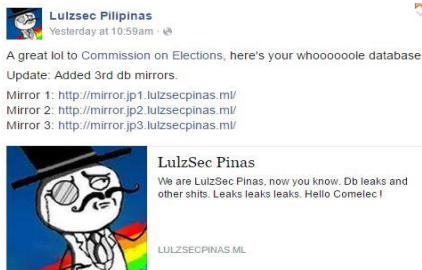 Lulzsec Pilipinas
Yesterday at 10:59am ·
A great lol to Commission on Elections, here's your whoooooole database
Update: Added 3rd db mirrors.
Mirror 1: http://mirror.jp1.lulzsecpinas.ml/
Mirror 2: http://mirror.jp2.lulzsecpinas.ml/
Mirror 3: http://mirror.jp3.lulzsecpinas.ml/
LulzSec Pinas
We are LulzSec Pinas, now you know. Db leaks and
other shits. Leaks leaks leaks. Hello Comelec !
LULZSECPINAS.ML